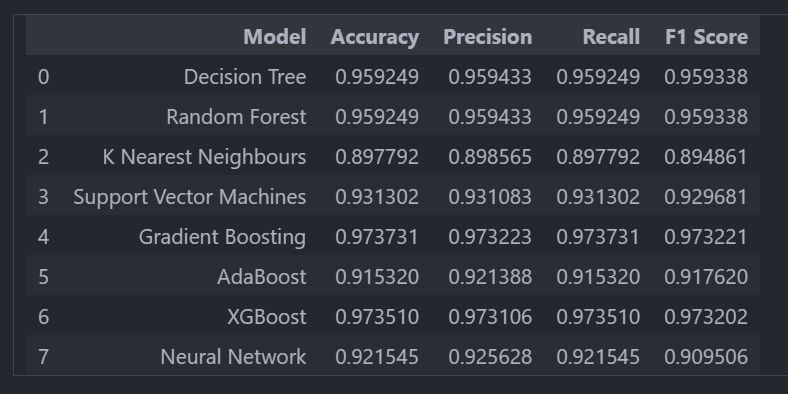 Model Accuracy Precision Recall F1 Score
0 Decision Tree 0.959249 0.959433 0.959249 0.959338
1 Random Forest 0.959249 0.959433 0.959249 0.959338
2 K Nearest Neighbours 0.897792 0.898565 0.897792 0.894861
3 Support Vector Machines 0.931302 0.931083 0.931302 0.929681
4 Gradient Boosting 0.973731 0.973223 0.973731 0.973221
5 AdaBoost 0.915320 0.921388 0.915320 0.917620
6 XGBoost 0.973510 0.973106 0.973510 0.973202
7 Neural Network 0.921545 0.925628 0.921545 0.909506